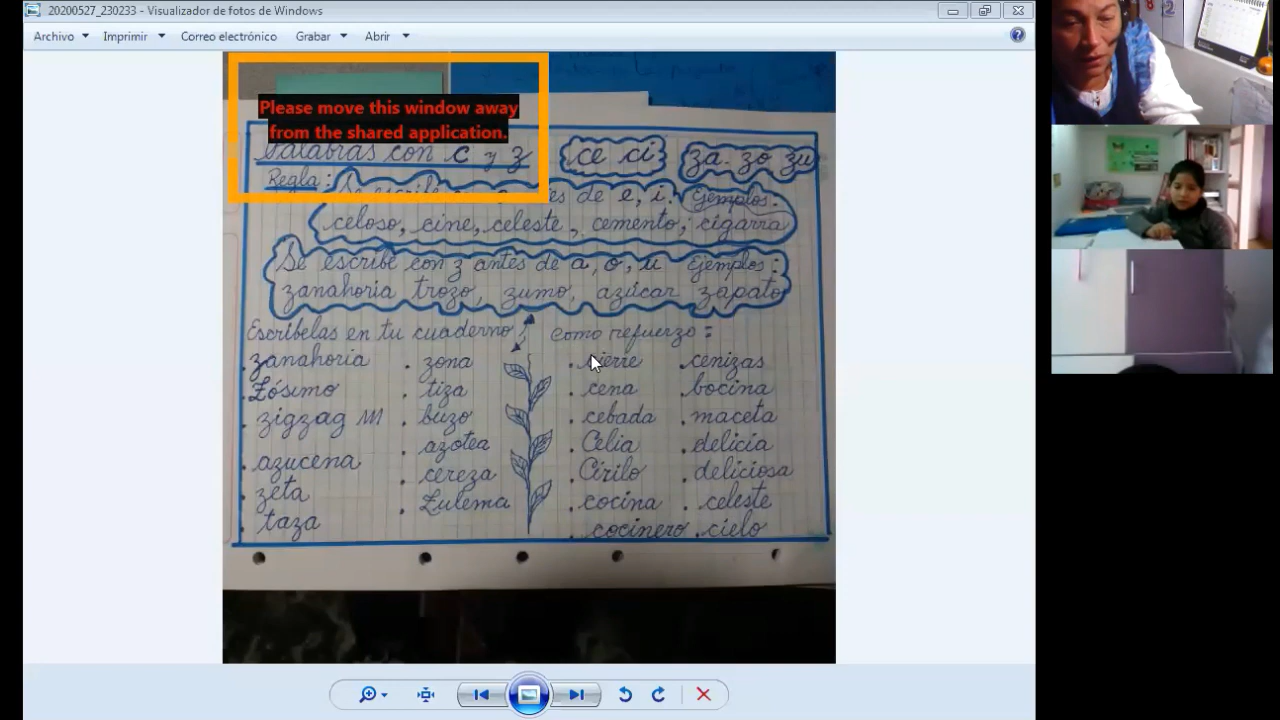 20200527_230233 - Visualizador de fotos de Windows
Archivo Imprimir Correo electrónico Grabar Abrir
Please move this window away
from the shared application.
Palabras con c y z ce ci za. zo zu
Regla: Se escribe antes de e, i. Ejemplos:
celoso, cine, celeste, cemento, cigarra
Se escribe con z antes de a, o, u Ejemplos:
zanahoria trozo, zumo, azúcar zapato
Escríbelas en tu cuaderno como refuerzo:
. zanahoria . zona . cierre . cenizas
. Zósimo . tiza . cena . bocina
zigzag . buzo . cebada . maceta
. azucena azotea . Celia . delicia
. zeta . cereza . Cirilo . deliciosa
. taza . Zulema . cocina . celeste
. cocinero . cielo